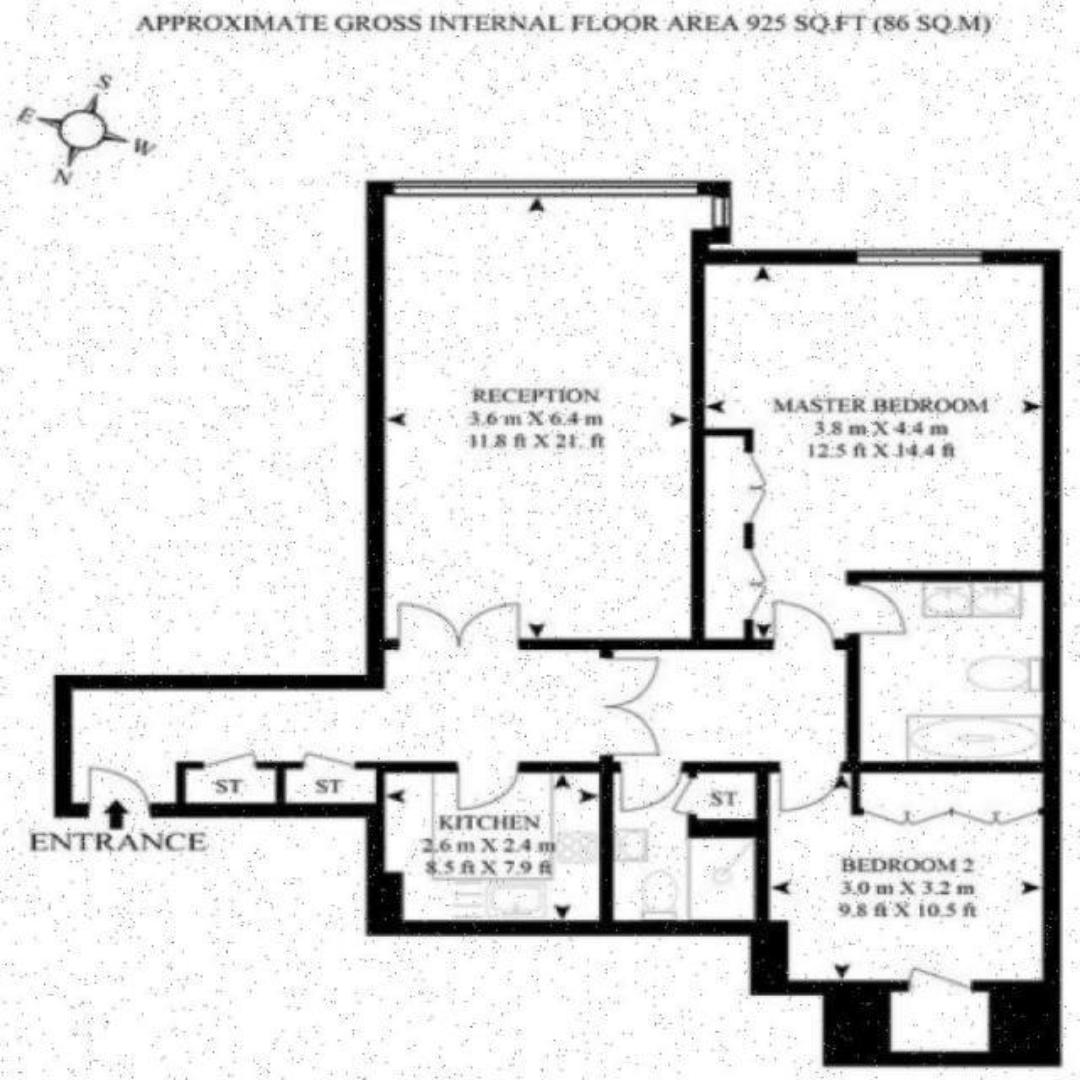 APPROXIMATE GROSS INTERNAL FLOOR AREA 925 SQ.FT (86 SQ.M)
S
E
W
N
RECEPTION
3.6 m X 6.4 m
11.8 ft X 21. ft
MASTER BEDROOM
3.8 m X 4.4 m
12.5 ft X 14.4 ft
ST
ST
ST
ENTRANCE
KITCHEN
2.6 m X 2.4 m
8.5 ft X 7.9 ft
BEDROOM 2
3.0 m X 3.2 m
9.8 ft X 10.5 ft